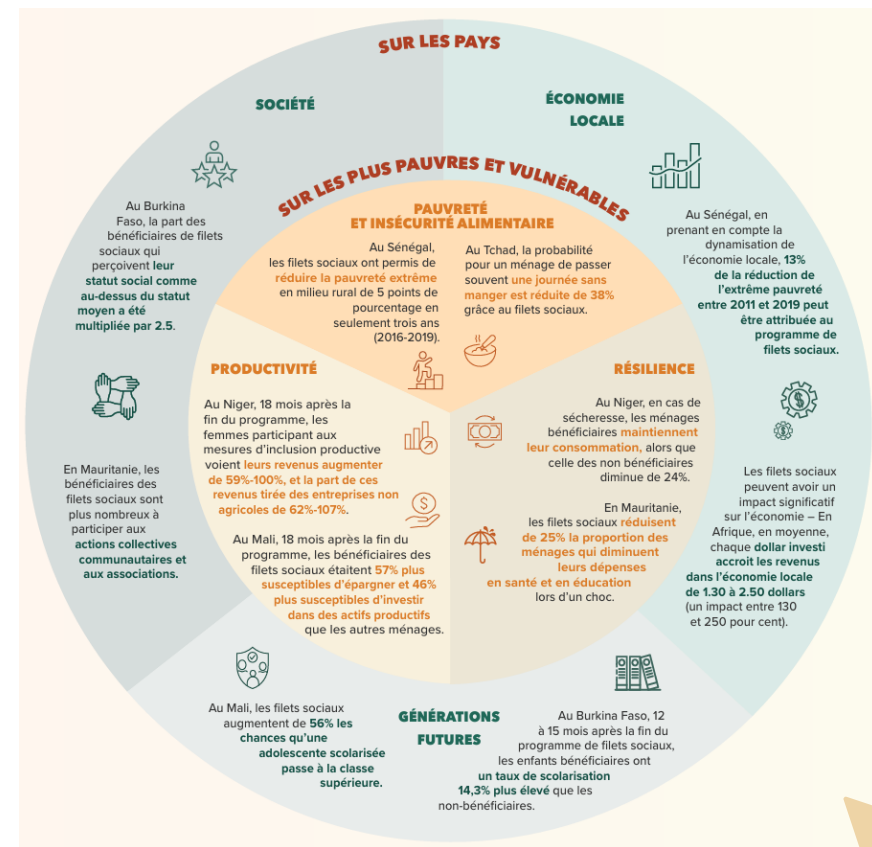 SUR LES PAYS
SOCIÉTÉ
Au Burkina
Faso, la part des
bénéficiaires de filets
sociaux qui
perçoivent leur
statut social comme
au-dessus du statut
moyen a été
multipliée par 2.5.
En Mauritanie, les
bénéficiaires des
filets sociaux sont
plus nombreux à
participer aux
actions collectives
communautaires et
aux associations.
ÉCONOMIE
LOCALE
Au Sénégal, en
prenant en compte la
dynamisation de
l'économie locale, 13%
de la réduction de
l'extrême pauvreté
entre 2011 et 2019 peut
être attribuée au
programme de
filets sociaux.
Les filets sociaux
peuvent avoir un
impact significatif
sur l'économie – En
Afrique, en moyenne,
chaque dollar investi
accroit les revenus
dans l'économie locale
de 1.30 à 2.50 dollars
(un impact entre 130
et 250 pour cent).
SUR LES PLUS PAUVRES ET VULNÉRABLES
PAUVRETÉ
ET INSÉCURITÉ ALIMENTAIRE
Au Sénégal,
les filets sociaux ont permis de
réduire la pauvreté extrême
en milieu rural de 5 points de
pourcentage en
seulement trois ans
(2016-2019).
Au Tchad, la probabilité
pour un ménage de passer
souvent une journée sans
manger est réduite de 38%
grâce au filets sociaux.
PRODUCTIVITÉ
Au Niger, 18 mois après la
fin du programme, les
femmes participant aux
mesures d'inclusion productive
voient leurs revenus augmenter
de 59%-100%, et la part de ces
revenus tirée des entreprises non
agricoles de 62%-107%.
Au Mali, 18 mois après la fin du
programme, les bénéficiaires des
filets sociaux étaitent 57% plus
susceptibles d'épargner et 46%
plus susceptibles d'investir
dans des actifs productifs
que les autres ménages.
RÉSILIENCE
Au Niger, en cas de
sécheresse, les ménages
bénéficiaires maintiennent
leur consommation, alors que
celle des non bénéficiaires
diminue de 24%.
En Mauritanie,
les filets sociaux réduisent
de 25% la proportion des
ménages qui diminuent
leurs dépenses
en santé et en éducation
lors d'un choc.
GÉNÉRATIONS
FUTURES
Au Mali, les filets sociaux
augmentent de 56% les
chances qu'une
adolescente scolarisée
passe à la classe
supérieure.
Au Burkina Faso, 12
à 15 mois après la fin du
programme de filets sociaux,
les enfants bénéficiaires ont
un taux de scolarisation
14,3% plus élevé que les
non-bénéficiaires.